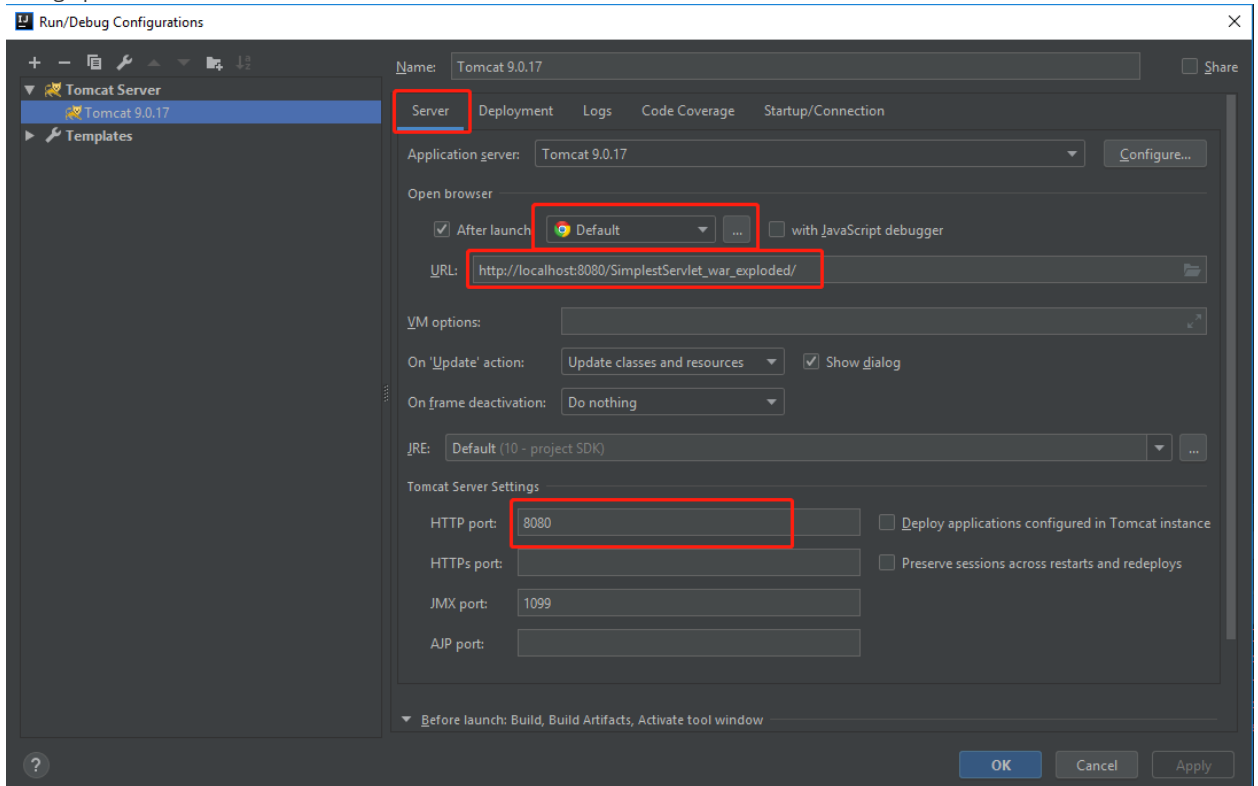 Run/Debug Configurations
Name: Tomcat 9.0.17
Share
Tomcat Server
Tomcat 9.0.17
Templates
Server Deployment Logs Code Coverage Startup/Connection
Application server: Tomcat 9.0.17 Configure...
Open browser
After launch Default ... with JavaScript debugger
URL: http://localhost:8080/SimplestServlet_war_exploded/
VM options:
On 'Update' action: Update classes and resources Show dialog
On frame deactivation: Do nothing
JRE: Default (10 - project SDK) ...
Tomcat Server Settings
HTTP port: 8080 Deploy applications configured in Tomcat instance
HTTPs port: Preserve sessions across restarts and redeploys
JMX port: 1099
AJP port:
Before launch: Build, Build Artifacts, Activate tool window
? OK Cancel Apply